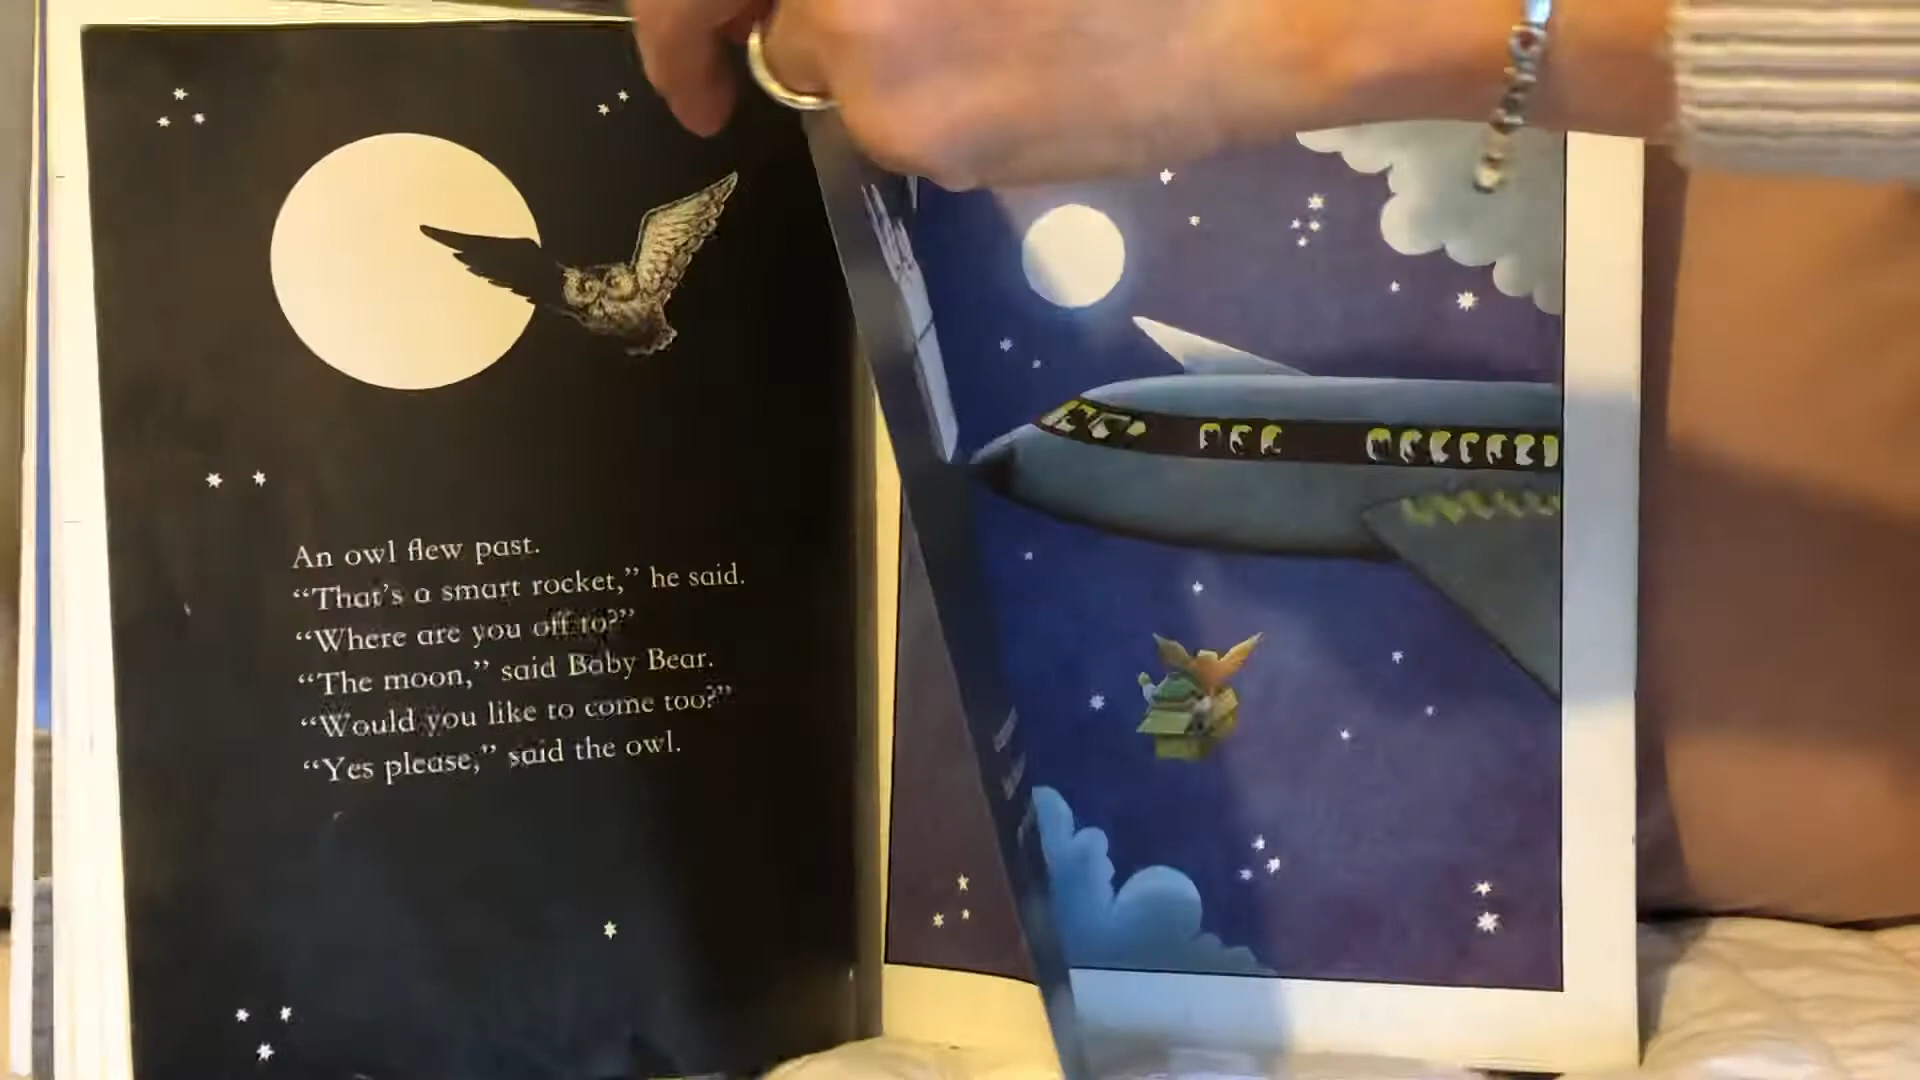 An owl flew past.
“That’s a smart rocket,” he said.
“Where are you off to?”
“The moon,” said Baby Bear.
“Would you like to come too?”
“Yes please,” said the owl.